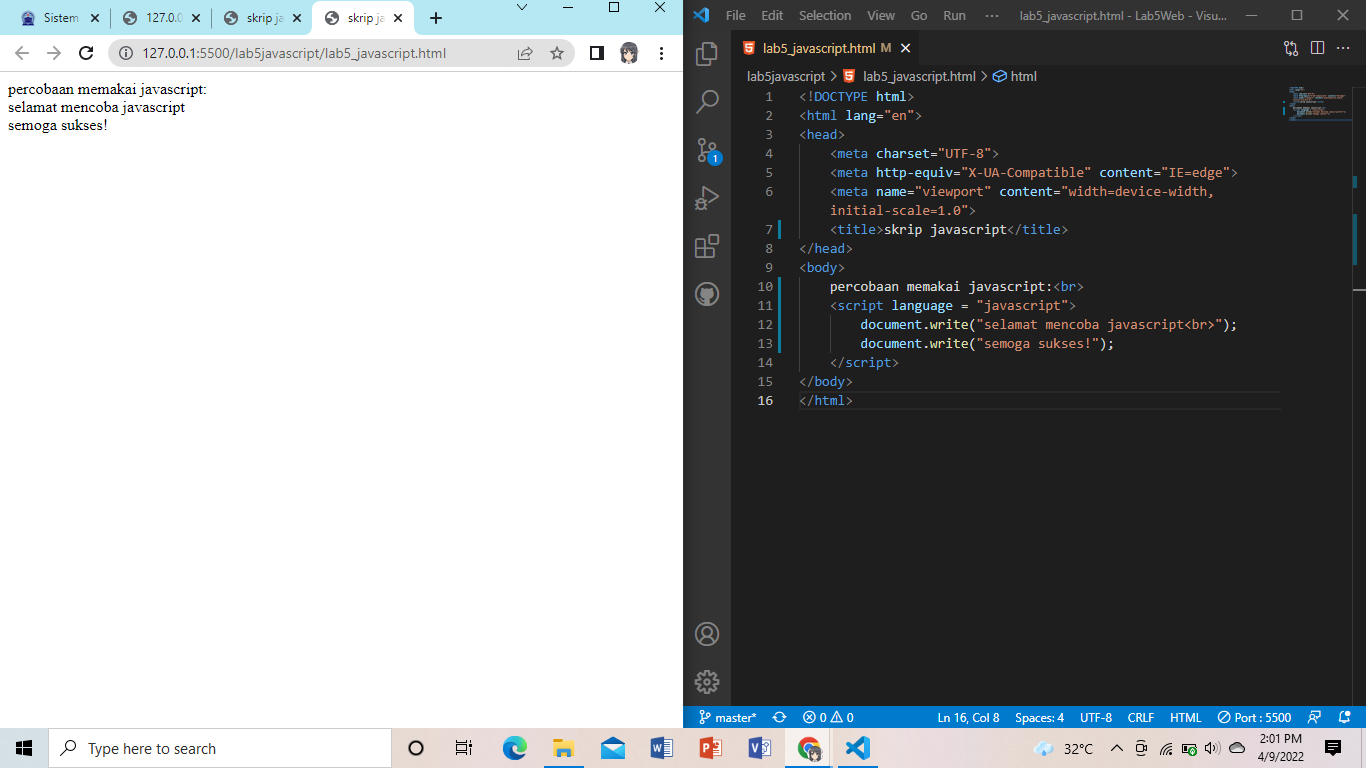 Sistem
127.0.0
skrip ja
skrip ja
127.0.0.1:5500/lab5javascript/lab5_javascript.html
percobaan memakai javascript:
selamat mencoba javascript
semoga sukses!
File Edit Selection View Go Run ··· lab5_javascript.html - Lab5Web - Visu...
lab5_javascript.html M
lab5javascript > lab5_javascript.html > html
1 <!DOCTYPE html>
2 <html lang="en">
3 <head>
4 <meta charset="UTF-8">
5 <meta http-equiv="X-UA-Compatible" content="IE=edge">
6 <meta name="viewport" content="width=device-width,
initial-scale=1.0">
7 <title>skrip javascript</title>
8 </head>
9 <body>
10 percobaan memakai javascript:<br>
11 <script language = "javascript">
12 document.write("selamat mencoba javascript<br>");
13 document.write("semoga sukses!");
14 </script>
15 </body>
16 </html>
1
master* 0 0 Ln 16, Col 8 Spaces: 4 UTF-8 CRLF HTML Port : 5500
Type here to search
32°C
2:01 PM
4/9/2022